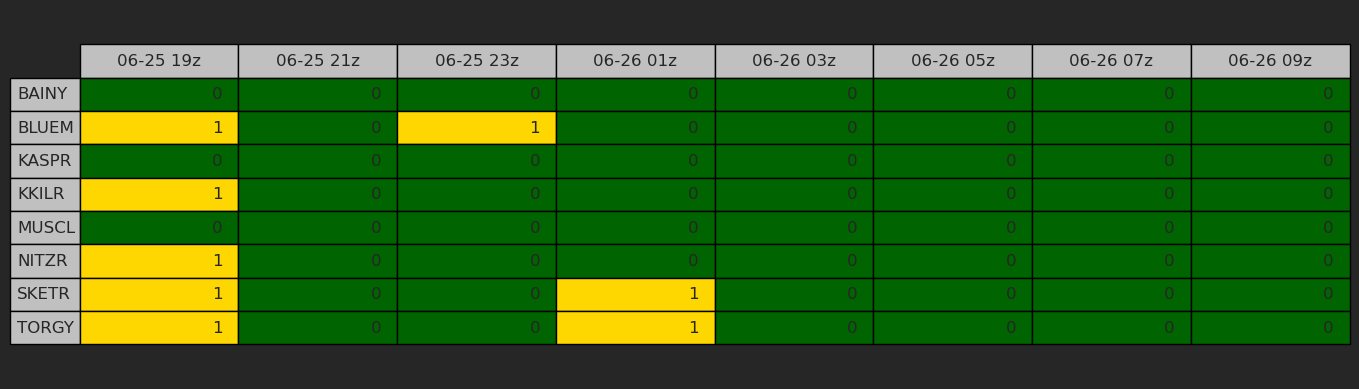 06-25 19z 06-25 21z 06-25 23z 06-26 01z 06-26 03z 06-26 05z 06-26 07z 06-26 09z
BAINY 0 0 0 0 0 0 0 0
BLUEM 1 0 1 0 0 0 0 0
KASPR 0 0 0 0 0 0 0 0
KKILR 1 0 0 0 0 0 0 0
MUSCL 0 0 0 0 0 0 0 0
NITZR 1 0 0 0 0 0 0 0
SKETR 1 0 0 1 0 0 0 0
TORGY 1 0 0 1 0 0 0 0